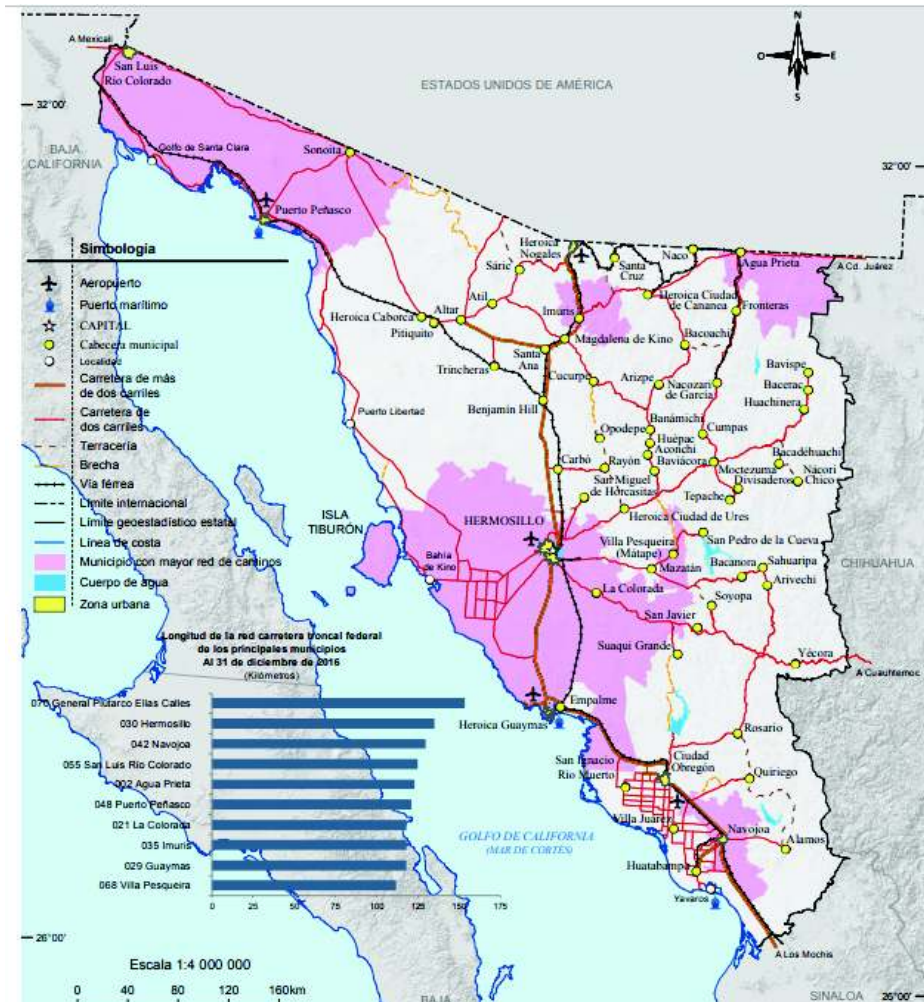 N
O
E
S
A Mexicali
San Luis
Río Colorado
ESTADOS UNIDOS DE AMÉRICA
32°00'
BAJA
CALIFORNIA
Golfo de Santa Clara
Sonoita
32°00'
Puerto Peñasco
Simbología
Aeropuerto
Puerto marítimo
CAPITAL
Cabecera municipal
Localidad
Carretera de más
de dos carriles
Carretera de
dos carriles
Terracería
Brecha
Vía férrea
Límite internacional
Límite geoestadístico estatal
Línea de costa
Municipio con mayor red de caminos
Cuerpo de agua
Zona urbana
Heroica
Nogales
Santa
Cruz
Naco
Agua Prieta
A Cd. Juárez
Sáric
Atil
Altar
Heroica Caborca
Pitiquito
Imuris
Heroica Ciudad
de Cananea
Fronteras
Bacoachi
Magdalena de Kino
Santa
Ana
Trincheras
Cucurpe
Arizpe
Nacozari
de García
Bavispe
Bacerac
Huachinera
Benjamín Hill
Puerto Libertad
Banámichi
Opodepe
Huépac
Aconchi
Baviácora
Cumpas
Carbó
Rayón
Moctezuma
Bacadéhuachi
Nácori
Chico
Divisaderos
Tepache
San Miguel
de Horcasitas
ISLA
TIBURÓN
HERMOSILLO
Heroica Ciudad de Ures
Villa Pesqueira
(Mátape)
San Pedro de la Cueva
Bahía
de Kino
Mazatán
Bacanora
Sahuaripa
Arivechi
CHIHUAHUA
La Colorada
Soyopa
San Javier
Suaqui Grande
Yécora
A Cuauhtemoc
Empalme
Heroica Guaymas
Rosario
San Ignacio
Río Muerto
Ciudad
Obregón
Quiriego
Villa Juárez
Navojoa
Alamos
Huatabampo
Yavaros
GOLFO DE CALIFORNIA
(MAR DE CORTÉS)
A Los Mochis
Longitud de la red carretera troncal federal
de los principales municipios
Al 31 de diciembre de 2016
(Kilómetros)
070 General Plutarco Elías Calles
030 Hermosillo
042 Navojoa
055 San Luis Río Colorado
002 Agua Prieta
048 Puerto Peñasco
021 La Colorada
035 Imuris
029 Guaymas
068 Villa Pesqueira
0 25 50 75 100 125 150 175
26°00'
Escala 1:4 000 000
0 40 80 120 160km
BAJA
SINALOA
26°00'